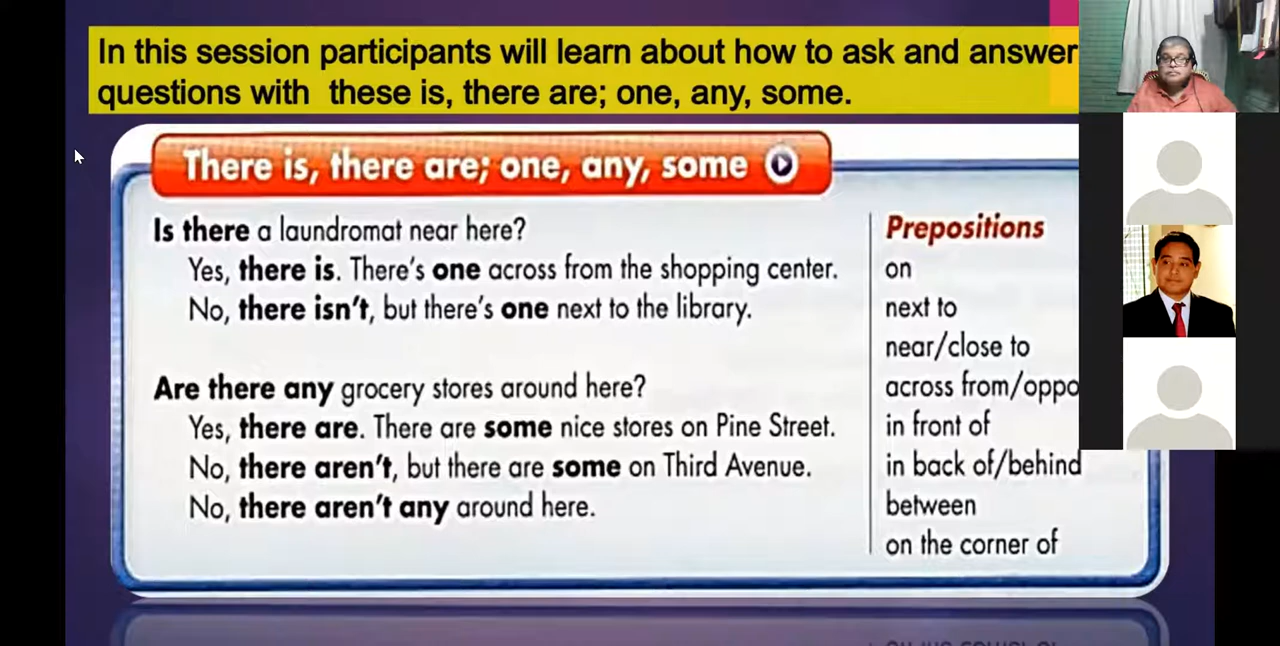 In this session participants will learn about how to ask and answer
questions with these is, there are; one, any, some.
There is, there are; one, any, some
Is there a laundromat near here?
Yes, there is. There's one across from the shopping center.
No, there isn't, but there's one next to the library.
Are there any grocery stores around here?
Yes, there are. There are some nice stores on Pine Street.
No, there aren't, but there are some on Third Avenue.
No, there aren't any around here.
Prepositions
on
next to
near/close to
across from/oppo
in front of
in back of/behind
between
on the corner of